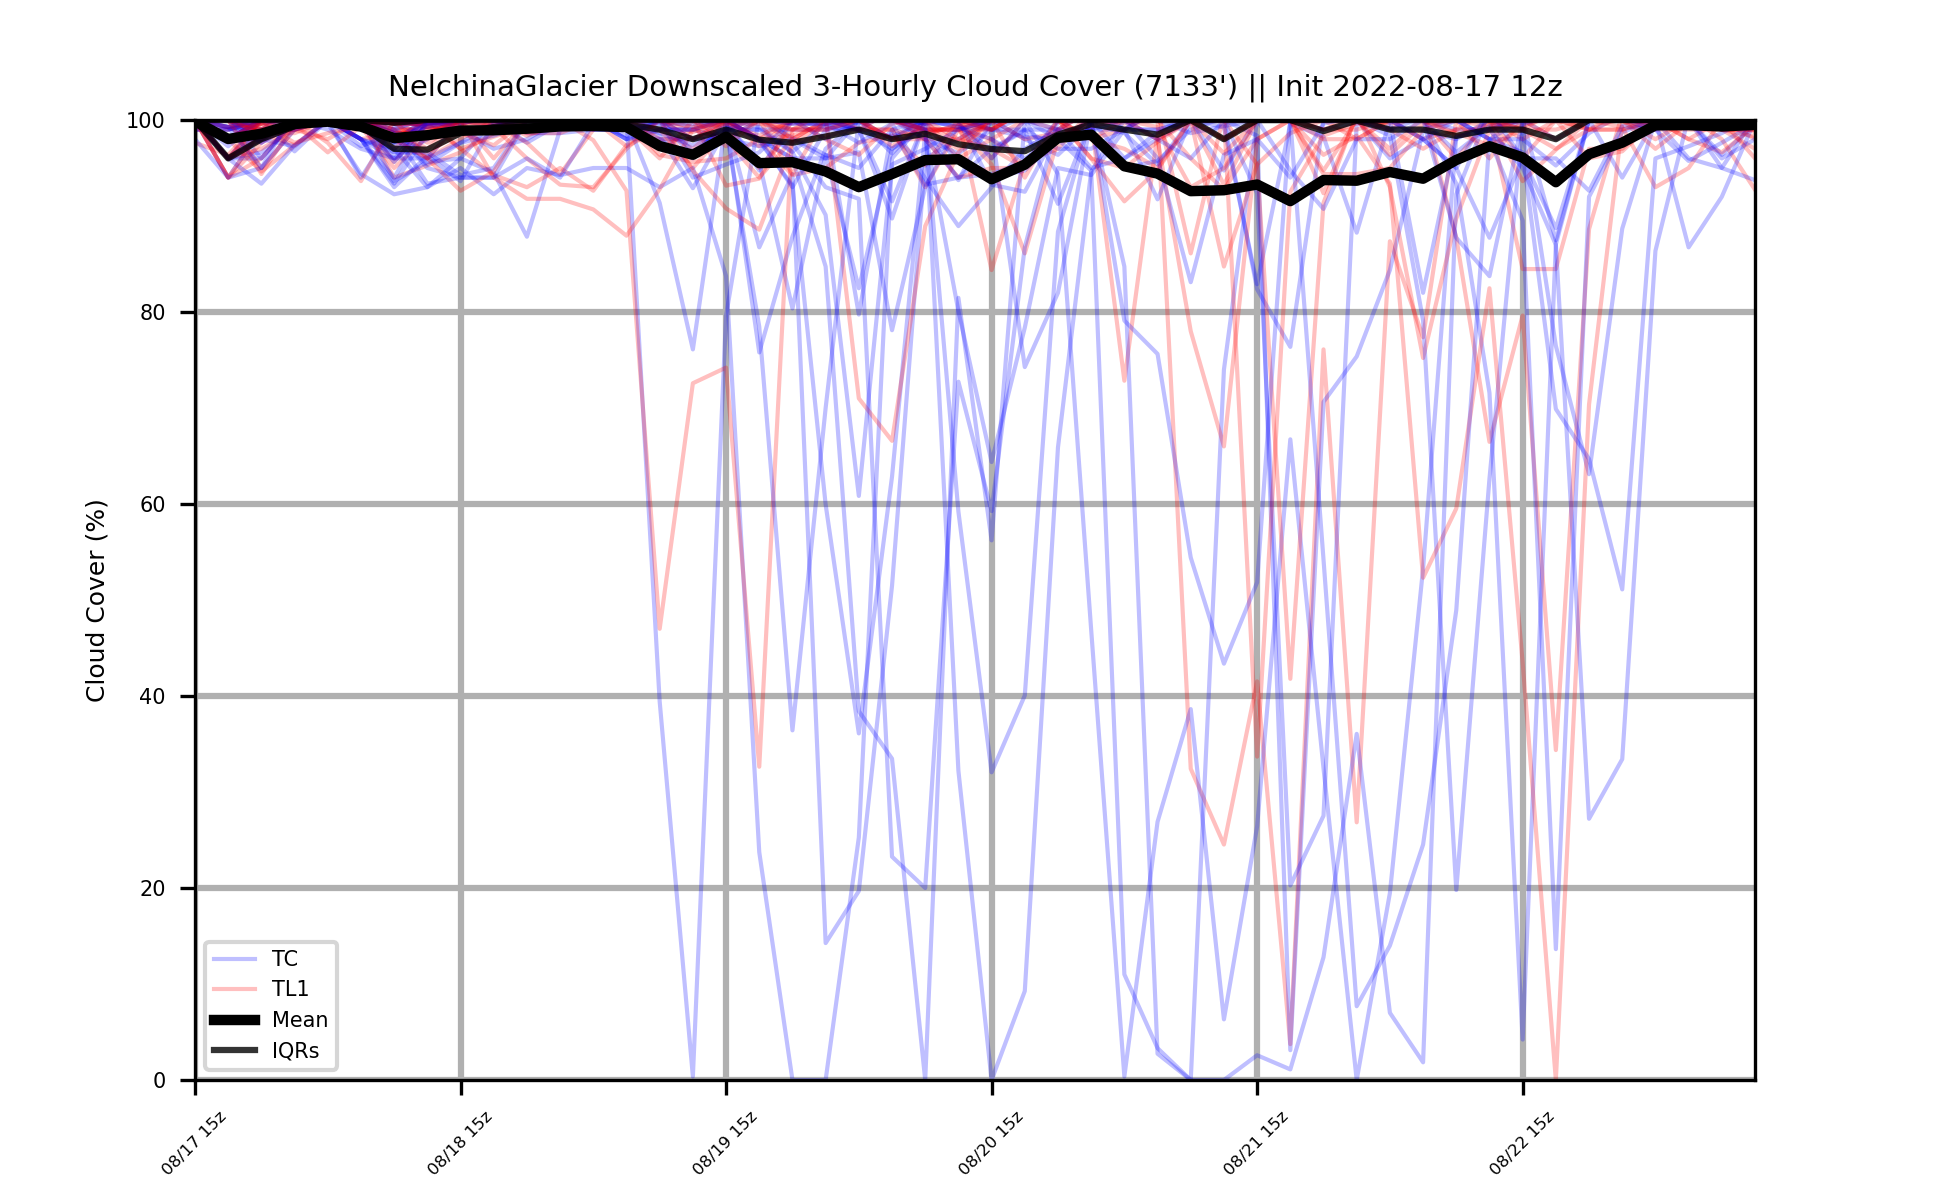 NelchinaGlacier Downscaled 3-Hourly Cloud Cover (7133') || Init 2022-08-17 12z
100
80
60
40
20
0
Cloud Cover (%)
TC
TL1
Mean
IQRs
08/17 15z
08/18 15z
08/19 15z
08/20 15z
08/21 15z
08/22 15z